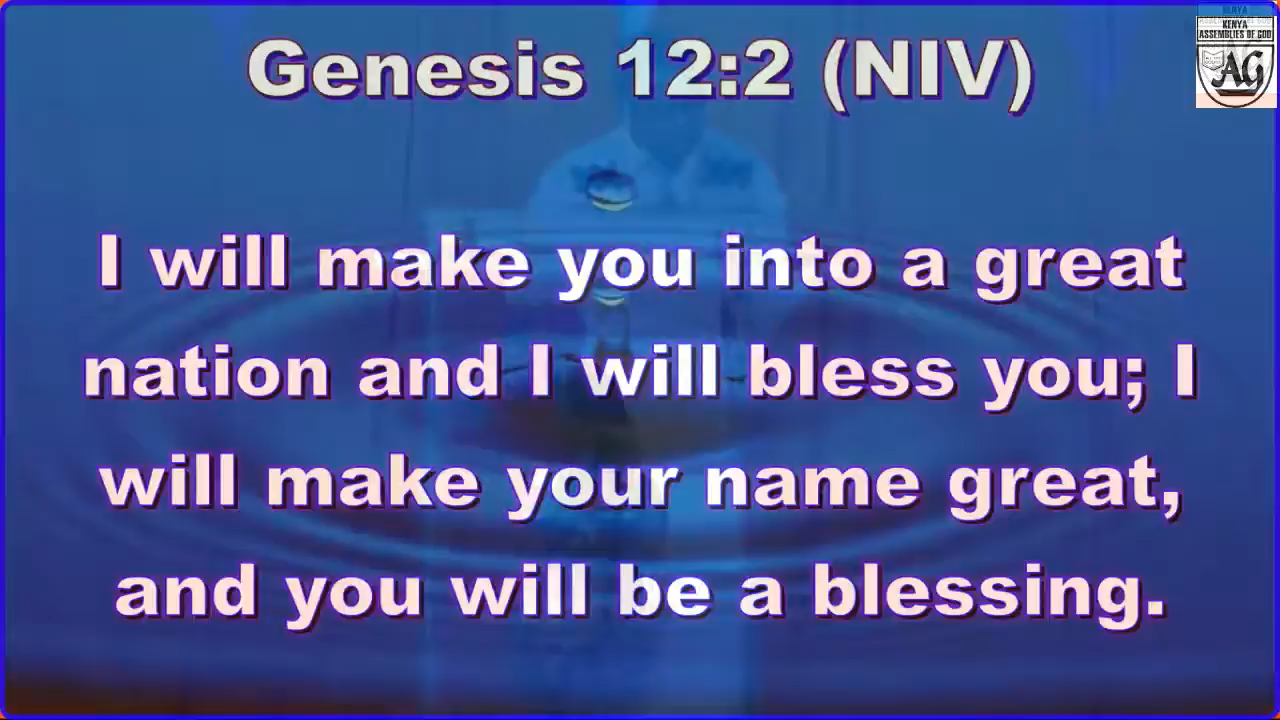 KENYA
ASSEMBLIES OF GOD
AG
Genesis 12:2 (NIV)
I will make you into a great
nation and I will bless you; I
will make your name great,
and you will be a blessing.